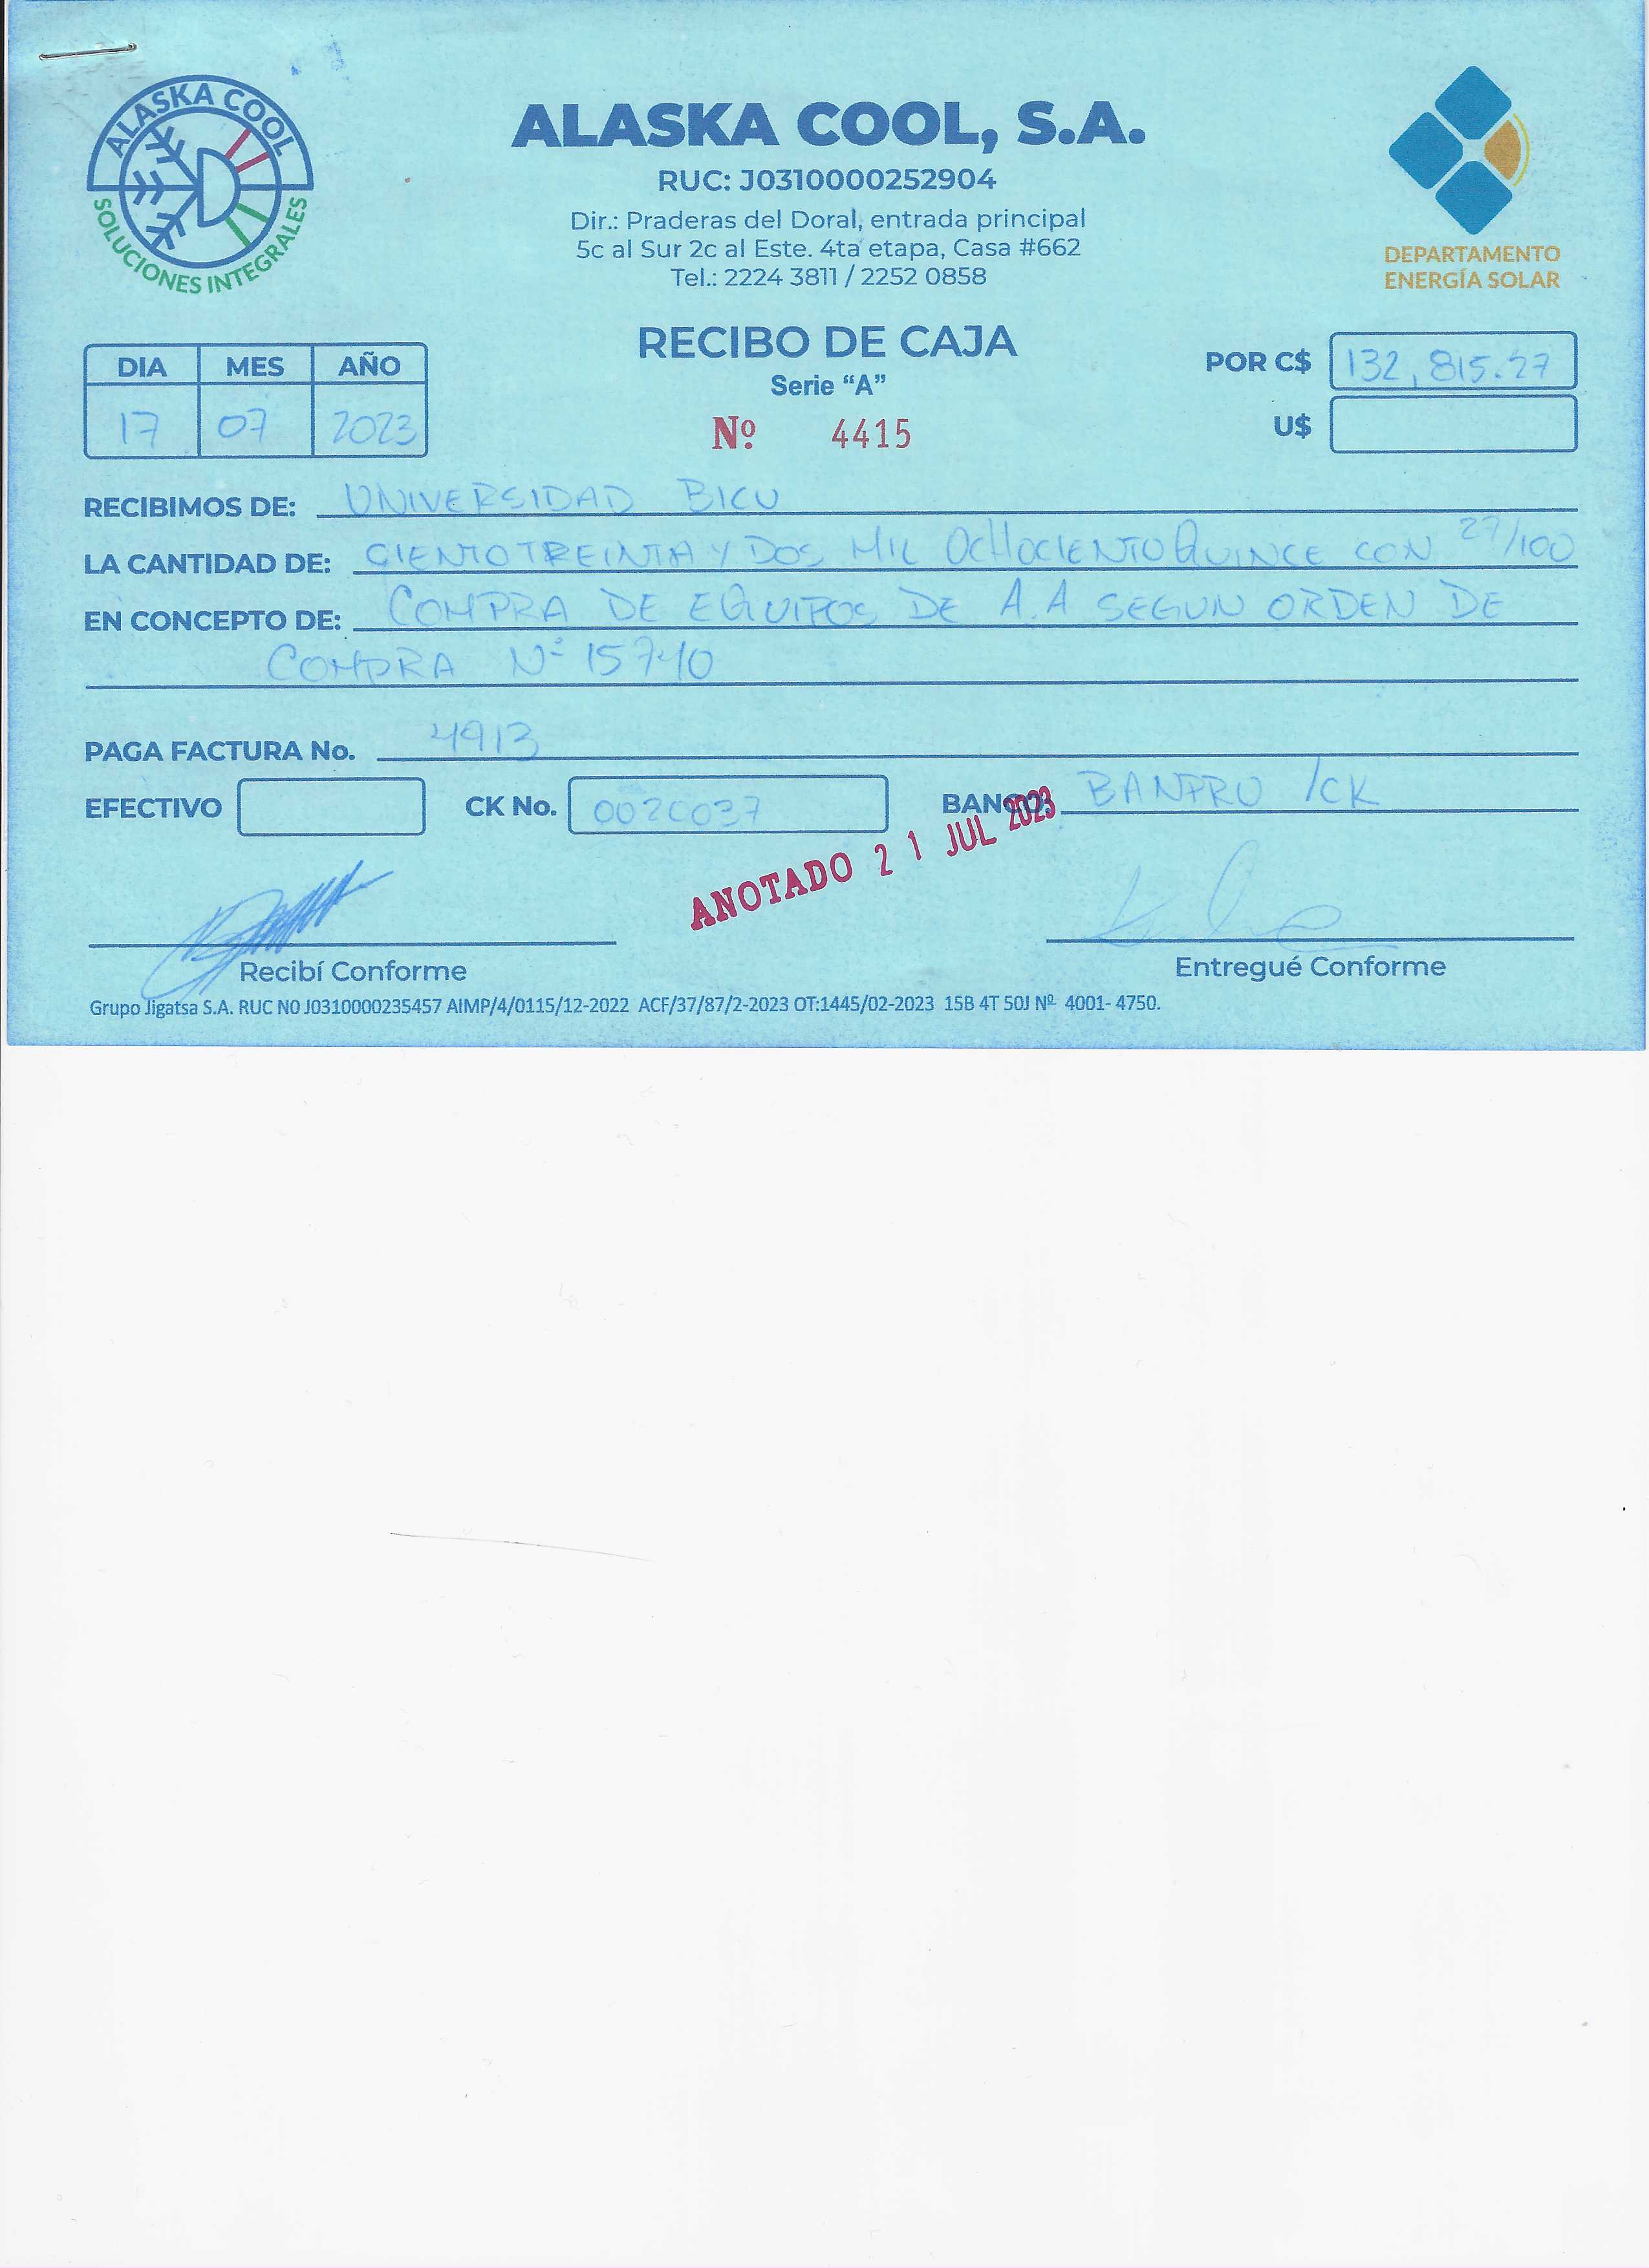 ALASKA COOL
SOLUCIONES INTEGRALES
ALASKA COOL, S.A.
RUC: J0310000252904
Dir.: Praderas del Doral, entrada principal
5c al Sur 2c al Este. 4ta etapa, Casa #662
Tel.: 2224 3811 / 2252 0858
DEPARTAMENTO
ENERGÍA SOLAR
RECIBO DE CAJA
Serie “A”
Nº 4415
DIA MES AÑO
17 07 2023
POR C$ 132,815.27
U$
RECIBIMOS DE: UNIVERSIDAD BICU
LA CANTIDAD DE: CIENTO TREINTA Y DOS MIL OCHOCIENTO QUINCE CON 27/100
EN CONCEPTO DE: COMPRA DE EQUIPOS DE A.A SEGUN ORDEN DE
COMPRA Nº 15740
PAGA FACTURA No. 4913
EFECTIVO CK No. 0020037 BANCO: BANPRO /CK
ANOTADO 21 JUL 2023
Recibí Conforme
Entregué Conforme
Grupo Jigatsa S.A. RUC NO J0310000235457 AIMP/4/0115/12-2022 ACF/37/87/2-2023 OT:1445/02-2023 15B 4T 50J Nº 4001- 4750.